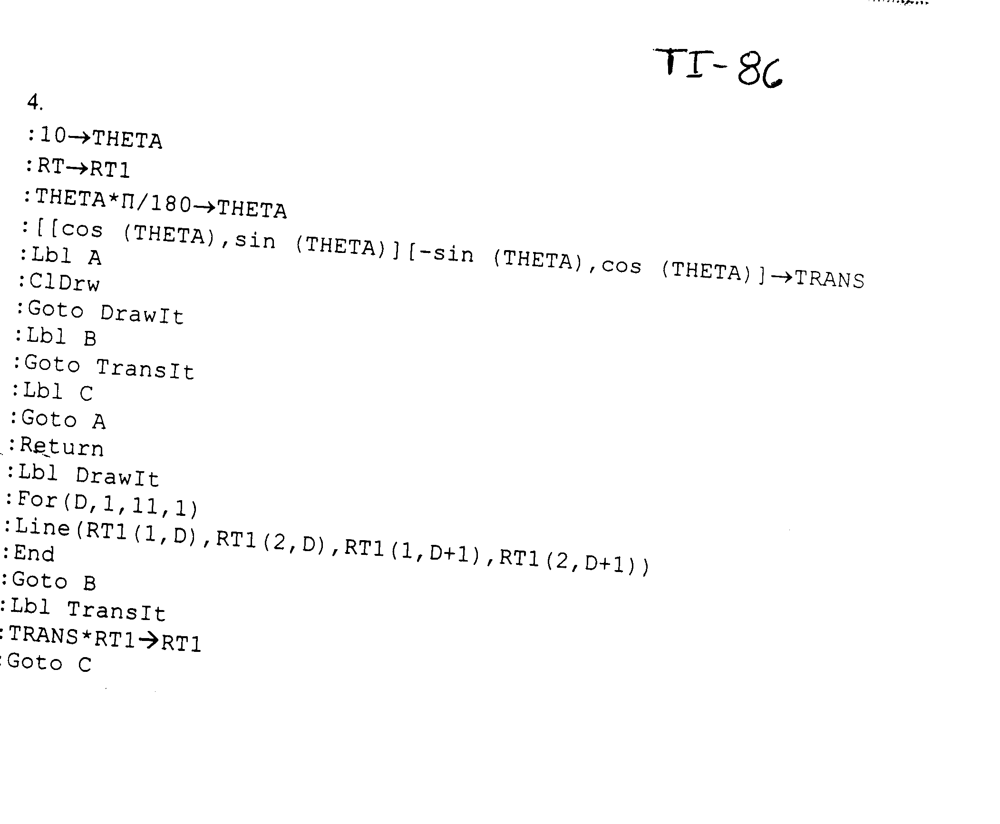 TI-86
4.
:10→THETA
:RT→RT1
:THETA*Π/180→THETA
:[[cos (THETA),sin (THETA)][-sin (THETA),cos (THETA)]→TRANS
:Lbl A
:ClDrw
:Goto DrawIt
:Lbl B
:Goto TransIt
:Lbl C
:Goto A
:Return
:Lbl DrawIt
:For(D,1,11,1)
:Line(RT1(1,D),RT1(2,D),RT1(1,D+1),RT1(2,D+1))
:End
:Goto B
:Lbl TransIt
:TRANS*RT1→RT1
:Goto C